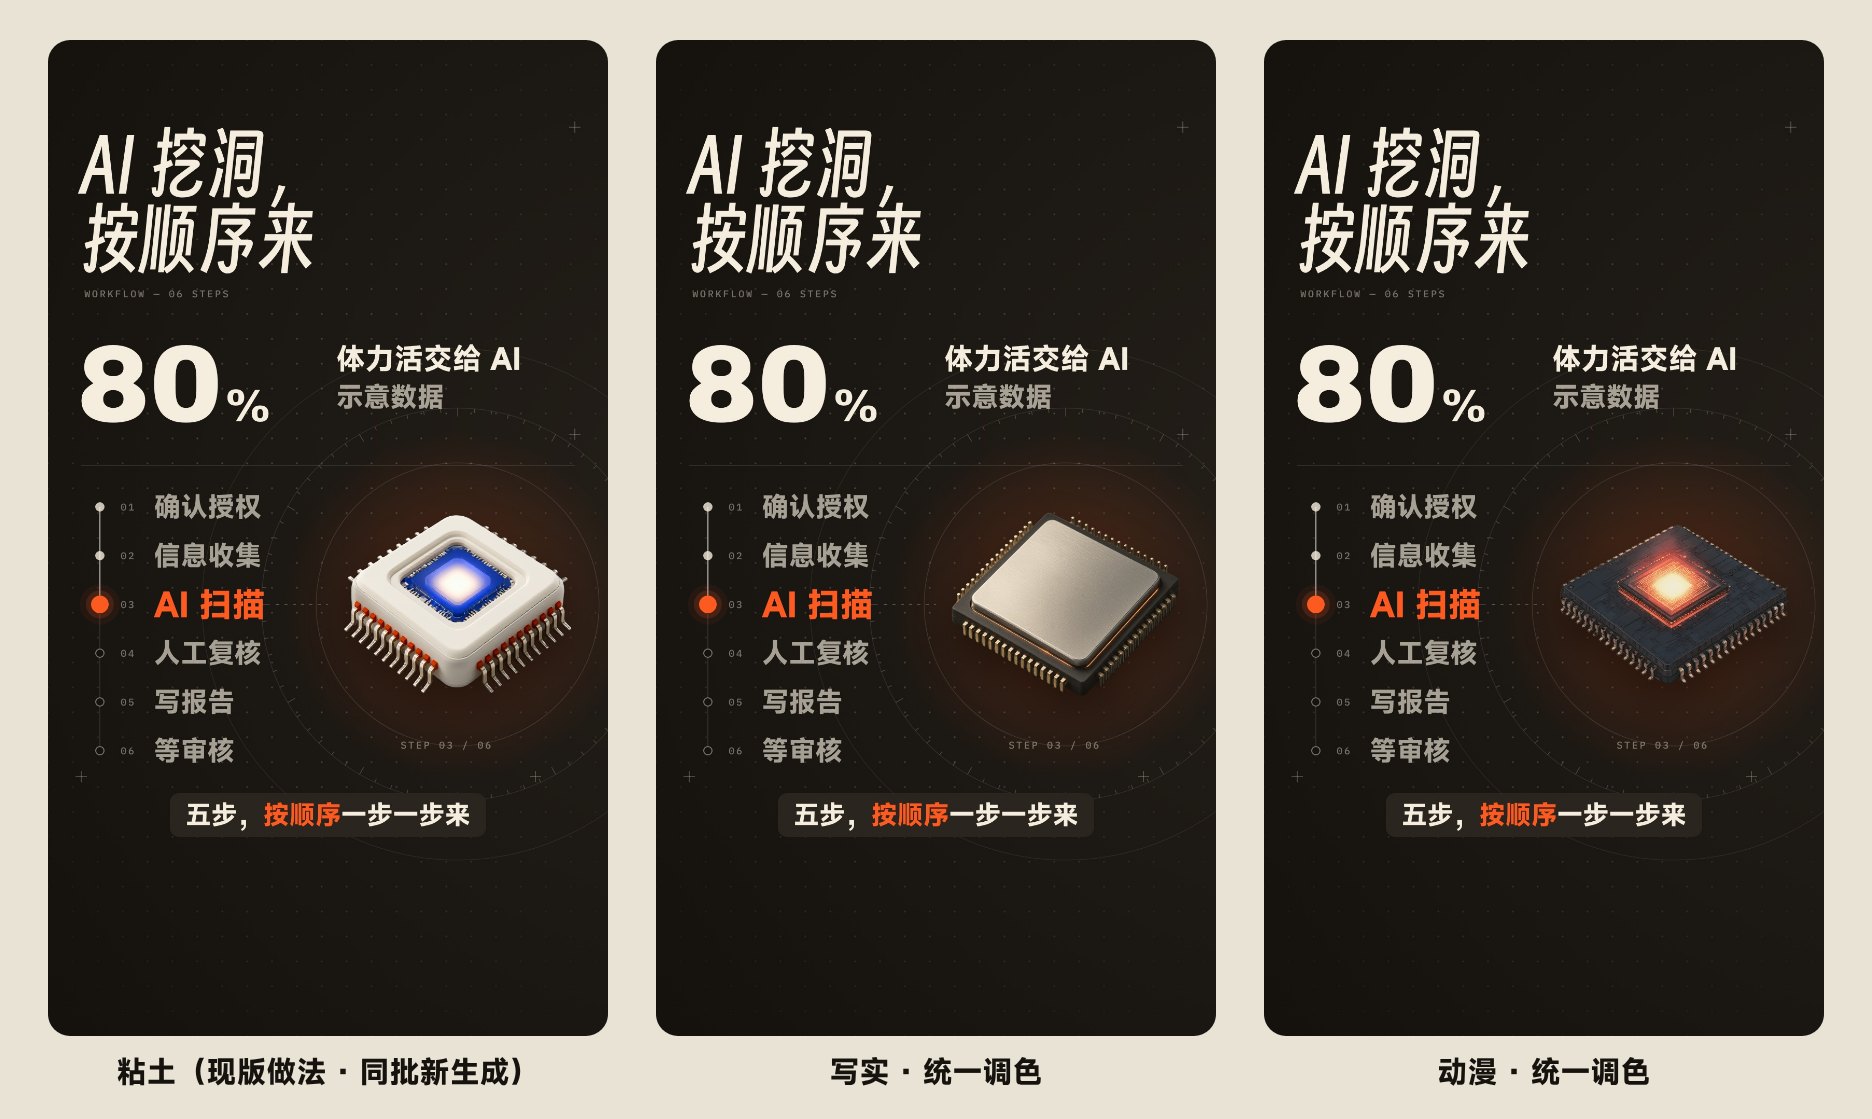 AI 挖洞，
按顺序来
WORKFLOW — 06 STEPS
80%
体力活交给 AI
示意数据
01 确认授权
02 信息收集
03 AI 扫描
04 人工复核
05 写报告
06 等审核
STEP 03 / 06
五步，按顺序一步一步来
粘土（现版做法 · 同批新生成）
AI 挖洞，
按顺序来
WORKFLOW — 06 STEPS
80%
体力活交给 AI
示意数据
01 确认授权
02 信息收集
03 AI 扫描
04 人工复核
05 写报告
06 等审核
STEP 03 / 06
五步，按顺序一步一步来
写实 · 统一调色
AI 挖洞，
按顺序来
WORKFLOW — 06 STEPS
80%
体力活交给 AI
示意数据
01 确认授权
02 信息收集
03 AI 扫描
04 人工复核
05 写报告
06 等审核
STEP 03 / 06
五步，按顺序一步一步来
动漫 · 统一调色